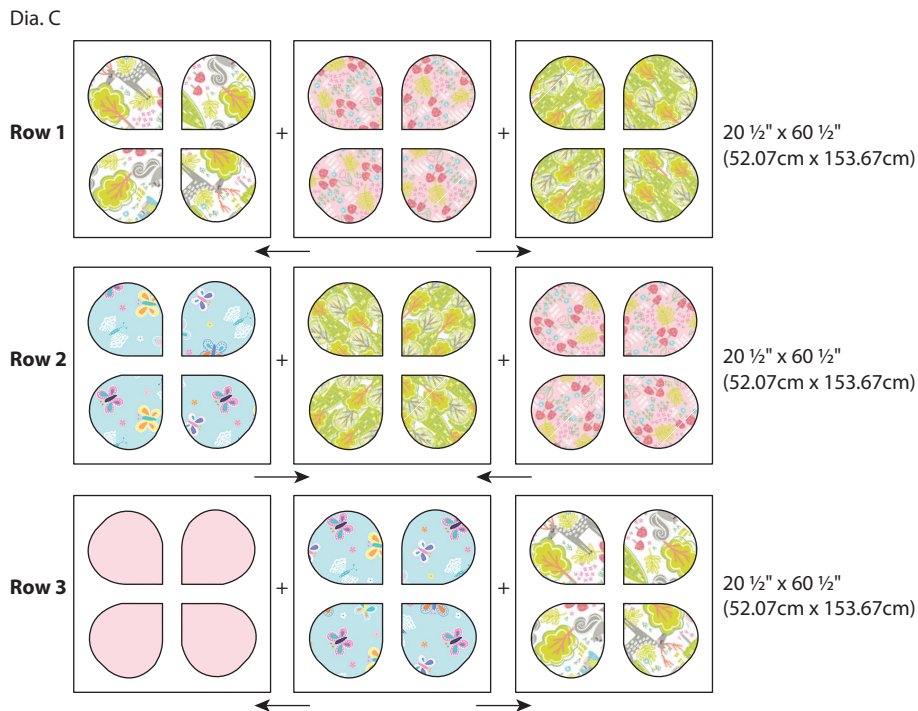 Dia. C
Row 1
+
+
20 ½" x 60 ½"
(52.07cm x 153.67cm)
Row 2
+
+
20 ½" x 60 ½"
(52.07cm x 153.67cm)
Row 3
+
+
20 ½" x 60 ½"
(52.07cm x 153.67cm)